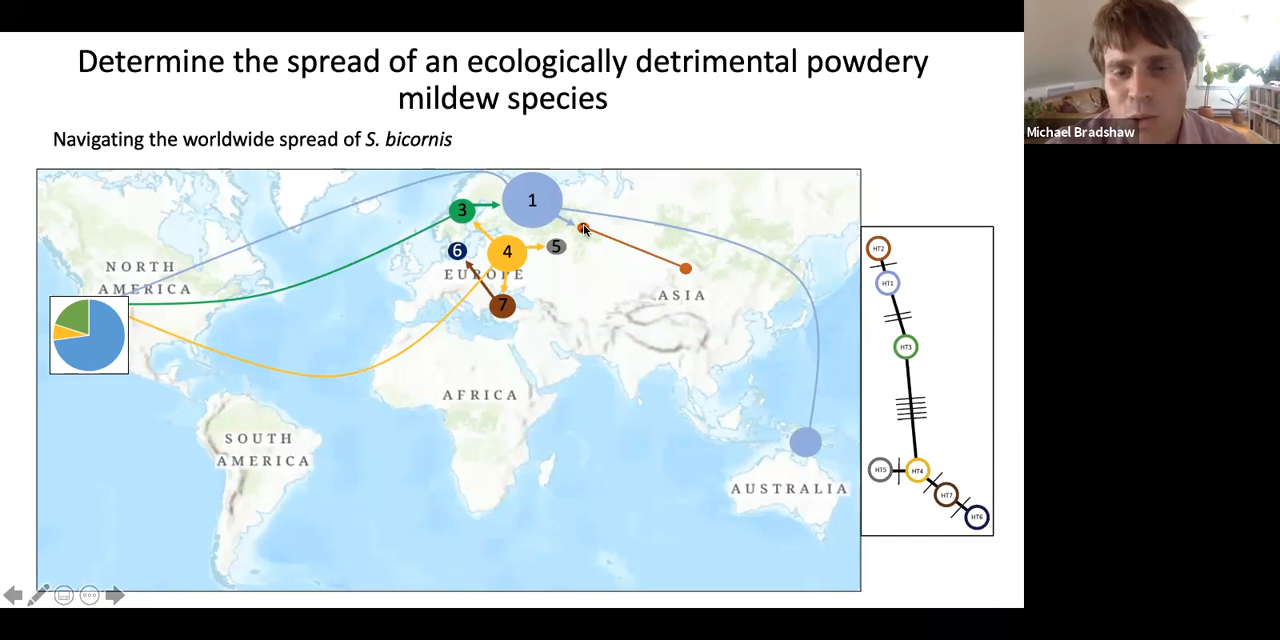 Determine the spread of an ecologically detrimental powdery
mildew species
Navigating the worldwide spread of S. bicornis
Michael Bradshaw
1
3
6
4
5
7
NORTH
AMERICA
EUROPE
ASIA
AFRICA
SOUTH
AMERICA
AUSTRALIA
HT2
HT1
HT3
HT5
HT4
HT7
HT6